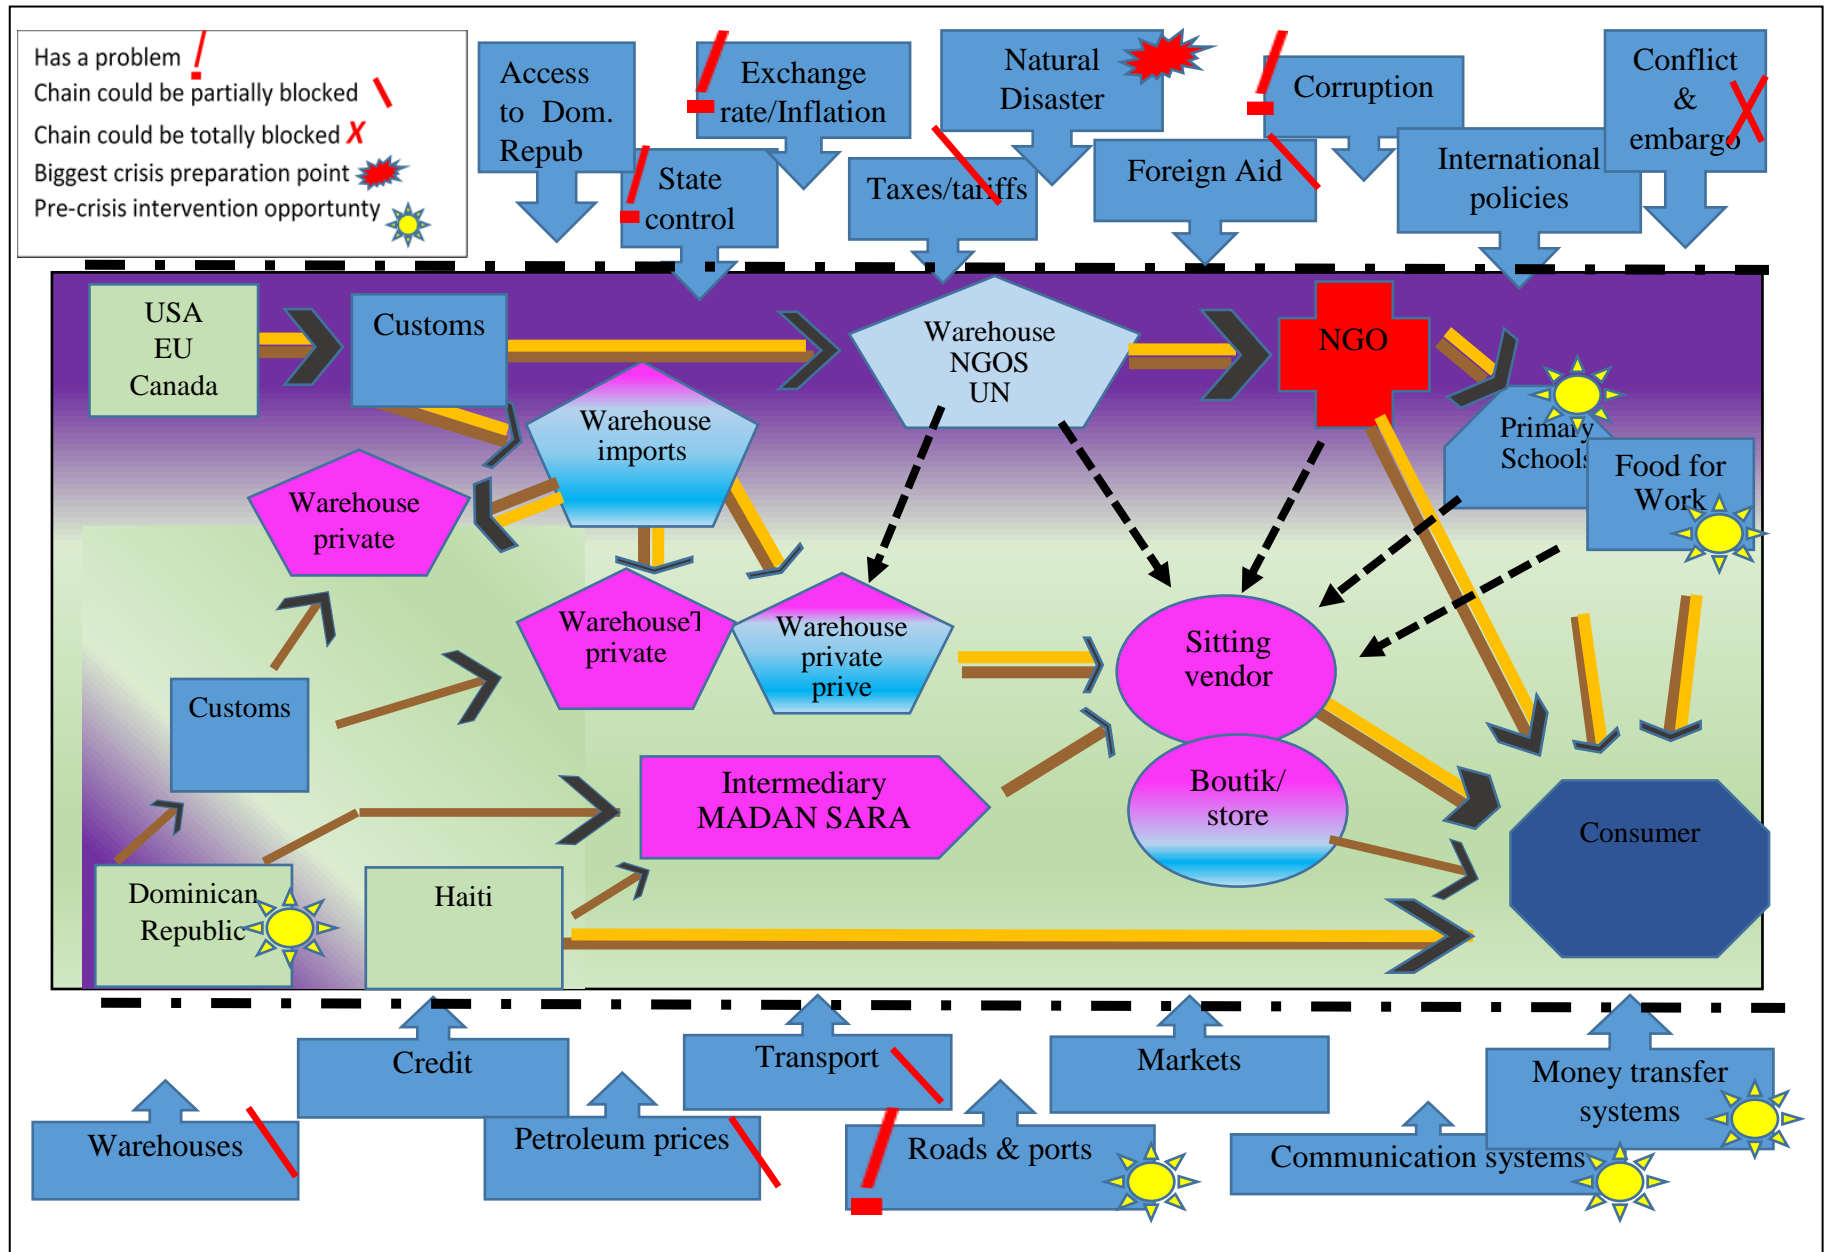 Has a problem
Chain could be partially blocked
Chain could be totally blocked X
Biggest crisis preparation point
Pre-crisis intervention opportunty
Access
to Dom.
Repub
Exchange
rate/Inflation
State
control
Natural
Disaster
Taxes/tariffs
Corruption
Foreign Aid
International
policies
Conflict
&
embargo
USA
EU
Canada
Customs
Warehouse
NGOS
UN
NGO
Primary
Schools
Food for
Work
Warehouse
imports
Warehouse
private
WarehouseT
private
Warehouse
private
prive
Sitting
vendor
Customs
Intermediary
MADAN SARA
Boutik/
store
Consumer
Dominican
Republic
Haiti
Credit
Transport
Markets
Money transfer
systems
Warehouses
Petroleum prices
Roads & ports
Communication systems